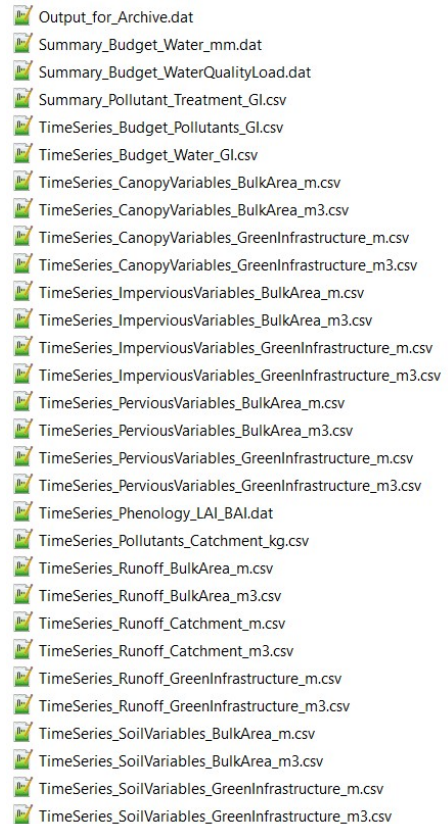 Output_for_Archive.dat
Summary_Budget_Water_mm.dat
Summary_Budget_WaterQualityLoad.dat
Summary_Pollutant_Treatment_GI.csv
TimeSeries_Budget_Pollutants_GI.csv
TimeSeries_Budget_Water_GI.csv
TimeSeries_CanopyVariables_BulkArea_m.csv
TimeSeries_CanopyVariables_BulkArea_m3.csv
TimeSeries_CanopyVariables_GreenInfrastructure_m.csv
TimeSeries_CanopyVariables_GreenInfrastructure_m3.csv
TimeSeries_ImperviousVariables_BulkArea_m.csv
TimeSeries_ImperviousVariables_BulkArea_m3.csv
TimeSeries_ImperviousVariables_GreenInfrastructure_m.csv
TimeSeries_ImperviousVariables_GreenInfrastructure_m3.csv
TimeSeries_PerviousVariables_BulkArea_m.csv
TimeSeries_PerviousVariables_BulkArea_m3.csv
TimeSeries_PerviousVariables_GreenInfrastructure_m.csv
TimeSeries_PerviousVariables_GreenInfrastructure_m3.csv
TimeSeries_Phenology_LAI_BAI.dat
TimeSeries_Pollutants_Catchment_kg.csv
TimeSeries_Runoff_BulkArea_m.csv
TimeSeries_Runoff_BulkArea_m3.csv
TimeSeries_Runoff_Catchment_m.csv
TimeSeries_Runoff_Catchment_m3.csv
TimeSeries_Runoff_GreenInfrastructure_m.csv
TimeSeries_Runoff_GreenInfrastructure_m3.csv
TimeSeries_SoilVariables_BulkArea_m.csv
TimeSeries_SoilVariables_BulkArea_m3.csv
TimeSeries_SoilVariables_GreenInfrastructure_m.csv
TimeSeries_SoilVariables_GreenInfrastructure_m3.csv